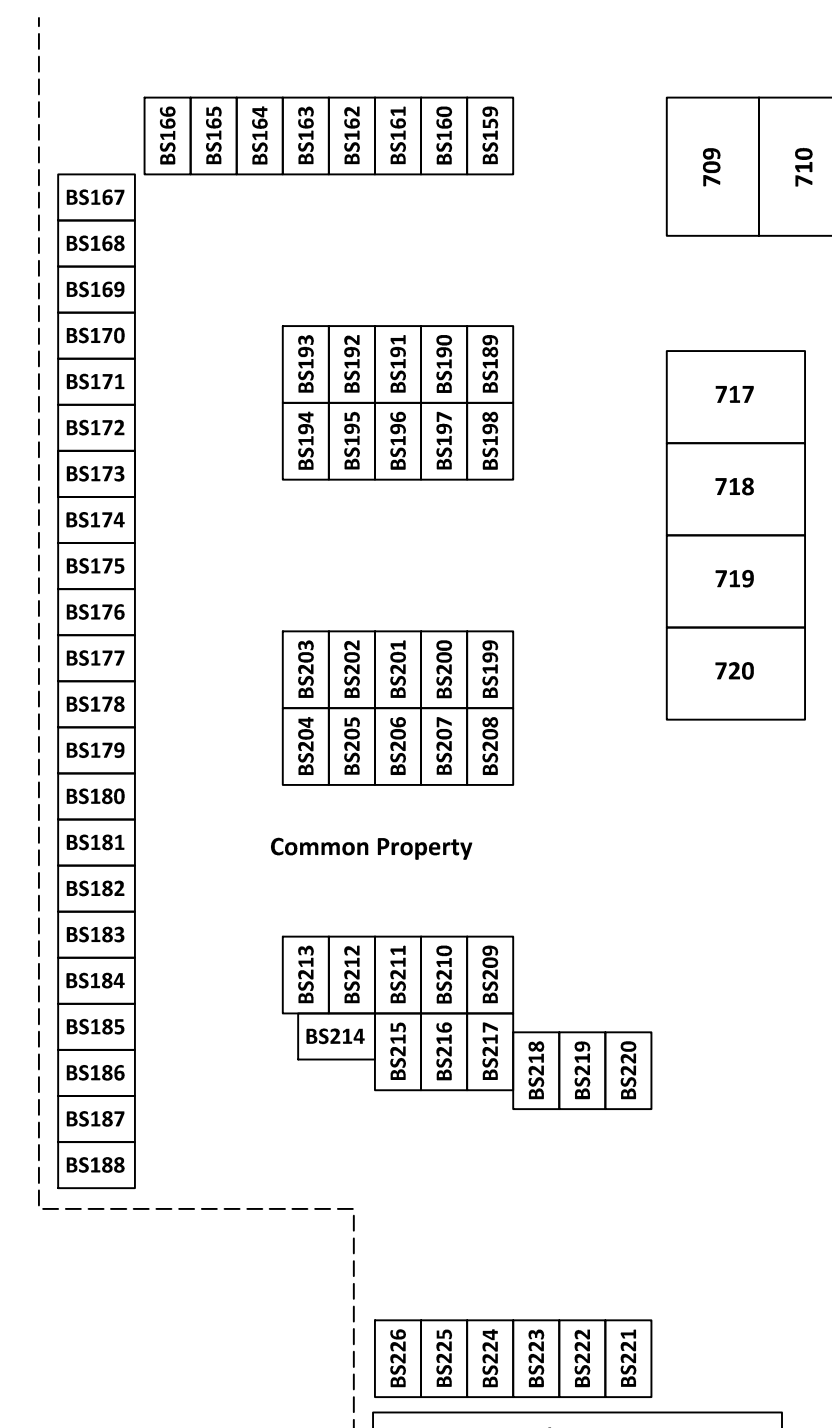 BS166 BS165 BS164 BS163 BS162 BS161 BS160 BS159
709 710
BS167
BS168
BS169
BS170
BS171
BS172
BS173
BS174
BS175
BS176
BS177
BS178
BS179
BS180
BS181
BS182
BS183
BS184
BS185
BS186
BS187
BS188
BS193 BS192 BS191 BS190 BS189
BS194 BS195 BS196 BS197 BS198
717
718
719
720
BS203 BS202 BS201 BS200 BS199
BS204 BS205 BS206 BS207 BS208
Common Property
BS213 BS212 BS211 BS210 BS209
BS214 BS215 BS216 BS217 BS218 BS219 BS220
BS226 BS225 BS224 BS223 BS222 BS221